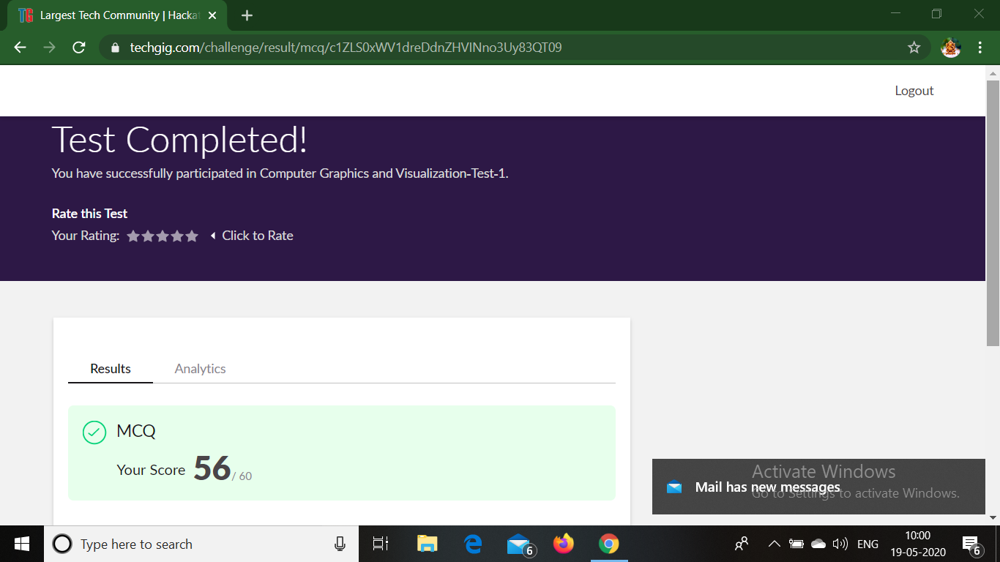 TG Largest Tech Community | Hackat
techgig.com/challenge/result/mcq/c1ZLS0xWV1dreDdnZHVINno3Uy83QT09
Logout
Test Completed!
You have successfully participated in Computer Graphics and Visualization-Test-1.
Rate this Test
Your Rating: Click to Rate
Results Analytics
MCQ
Your Score 56 / 60
Activate Windows
Mail has new messages
Go to Settings to activate Windows.
Type here to search
6
ENG
10:00
19-05-2020
6